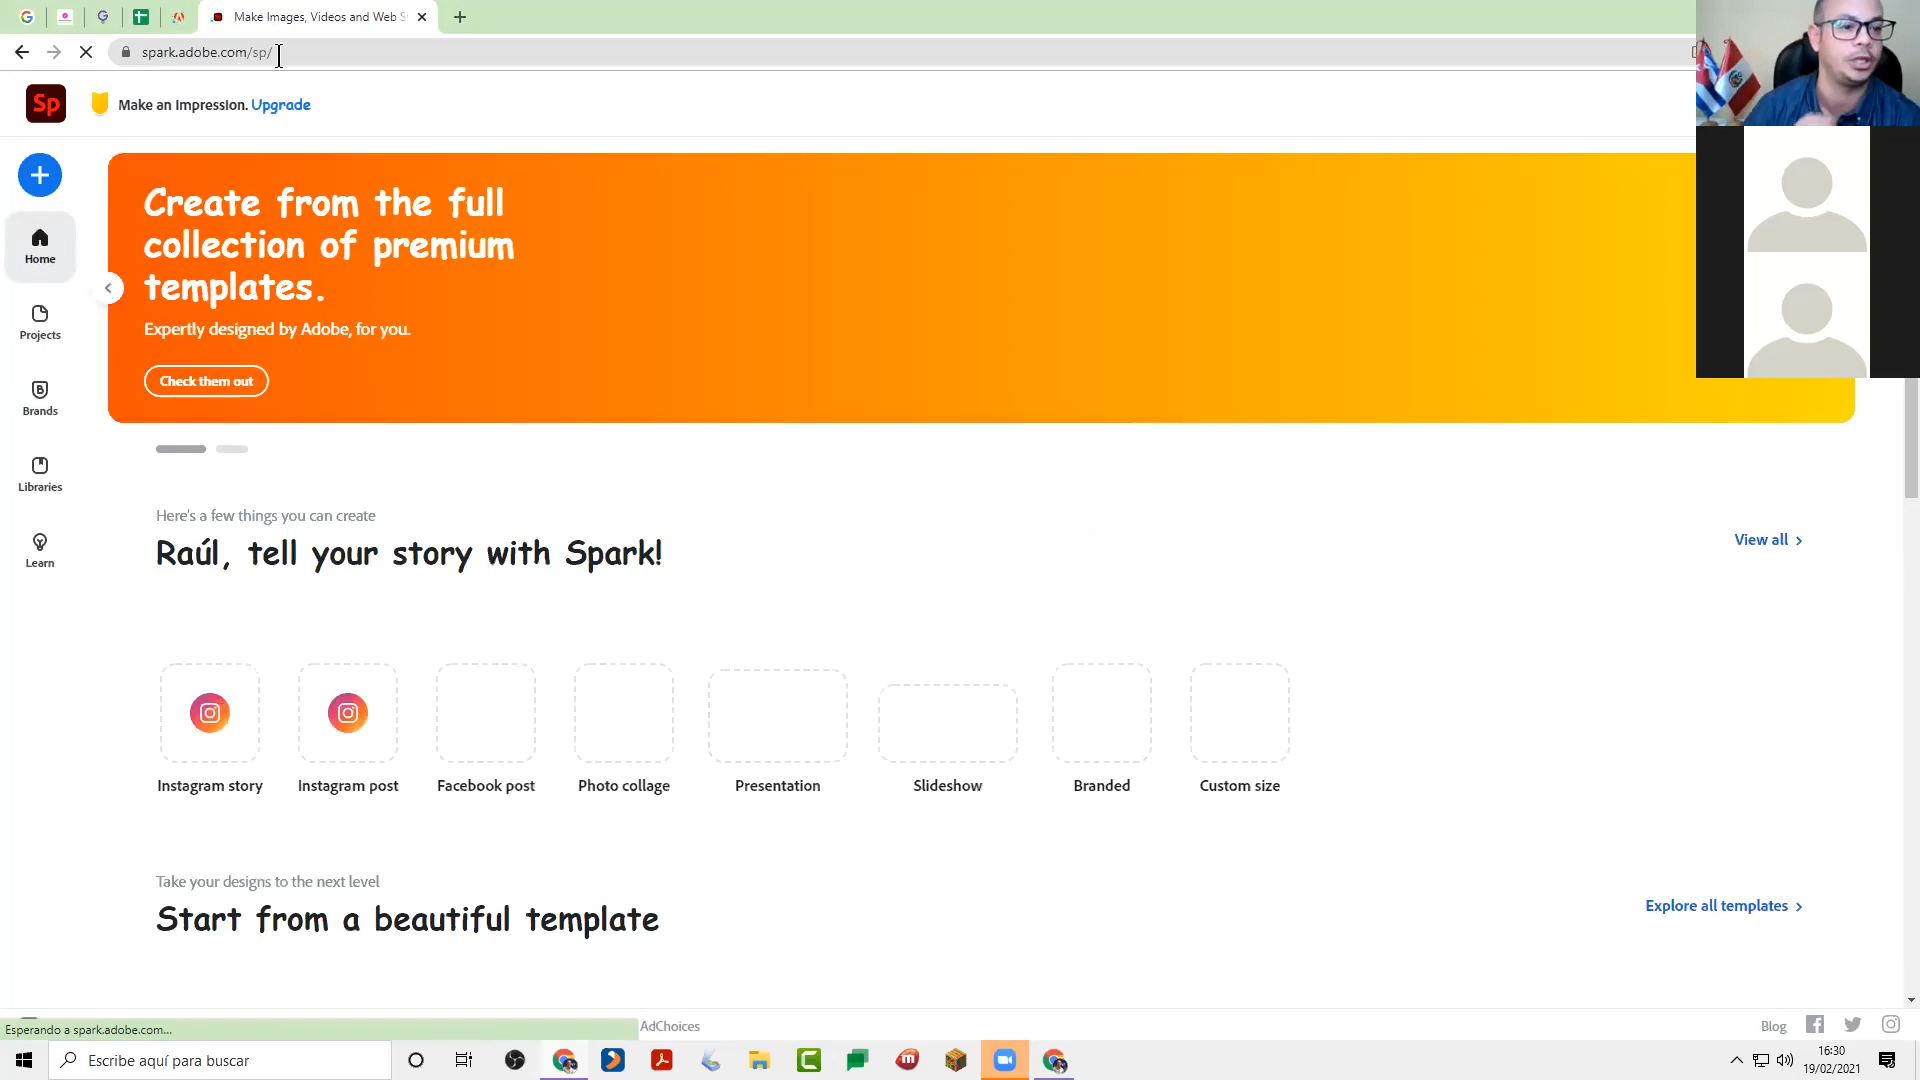 Make Images, Videos and Web S
spark.adobe.com/sp/
Sp
Make an Impression. Upgrade
Home
Projects
Brands
Libraries
Learn
Create from the full
collection of premium
templates.
Expertly designed by Adobe, for you.
Check them out
Here's a few things you can create
Raúl, tell your story with Spark!
View all
Instagram story
Instagram post
Facebook post
Photo collage
Presentation
Slideshow
Branded
Custom size
Take your designs to the next level
Start from a beautiful template
Explore all templates
Esperando a spark.adobe.com...
AdChoices
Blog
Escribe aquí para buscar
16:30
19/02/2021